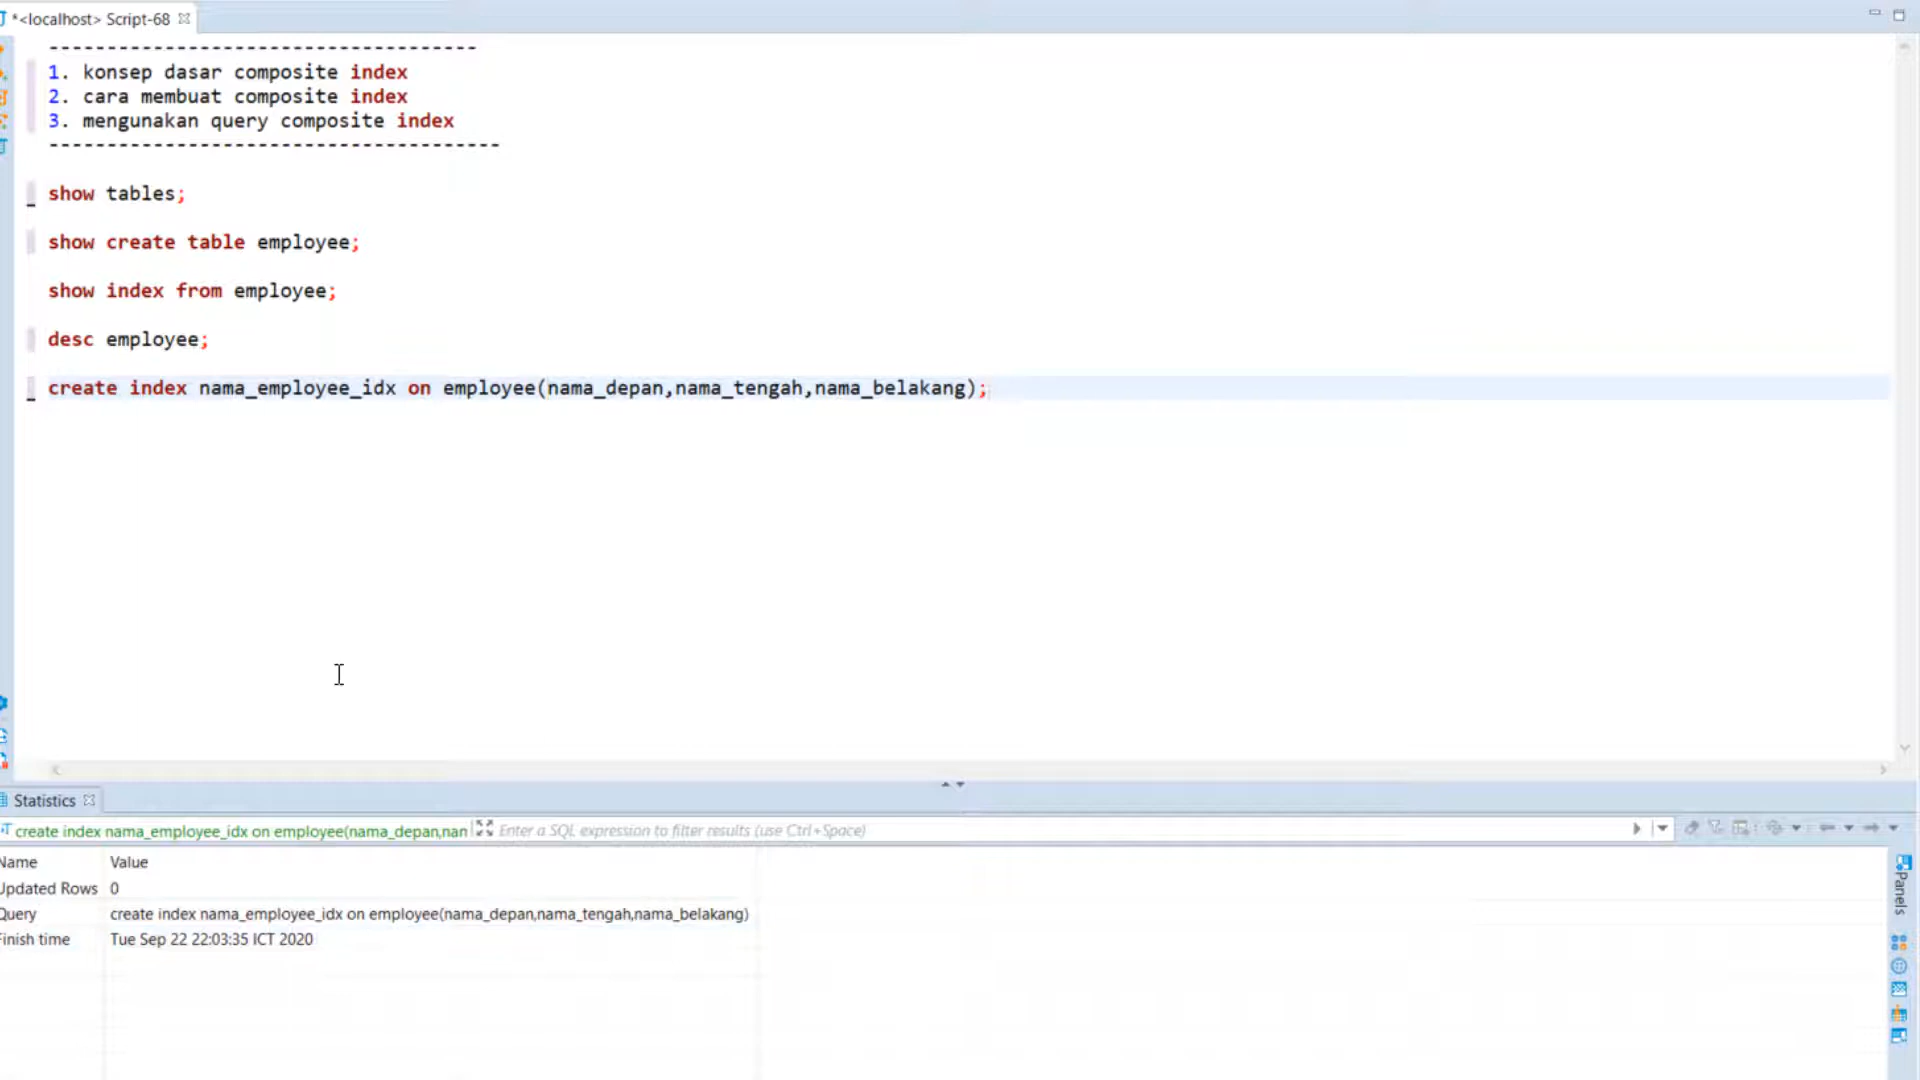 *<localhost> Script-68
-------------------------------------
1. konsep dasar composite index
2. cara membuat composite index
3. mengunakan query composite index
---------------------------------------
show tables;
show create table employee;
show index from employee;
desc employee;
create index nama_employee_idx on employee(nama_depan,nama_tengah,nama_belakang);
Statistics
create index nama_employee_idx on employee(nama_depan,nan
Enter a SQL expression to filter results (use Ctrl+Space)
Name Value
Updated Rows 0
Query create index nama_employee_idx on employee(nama_depan,nama_tengah,nama_belakang)
Finish time Tue Sep 22 22:03:35 ICT 2020
Panels